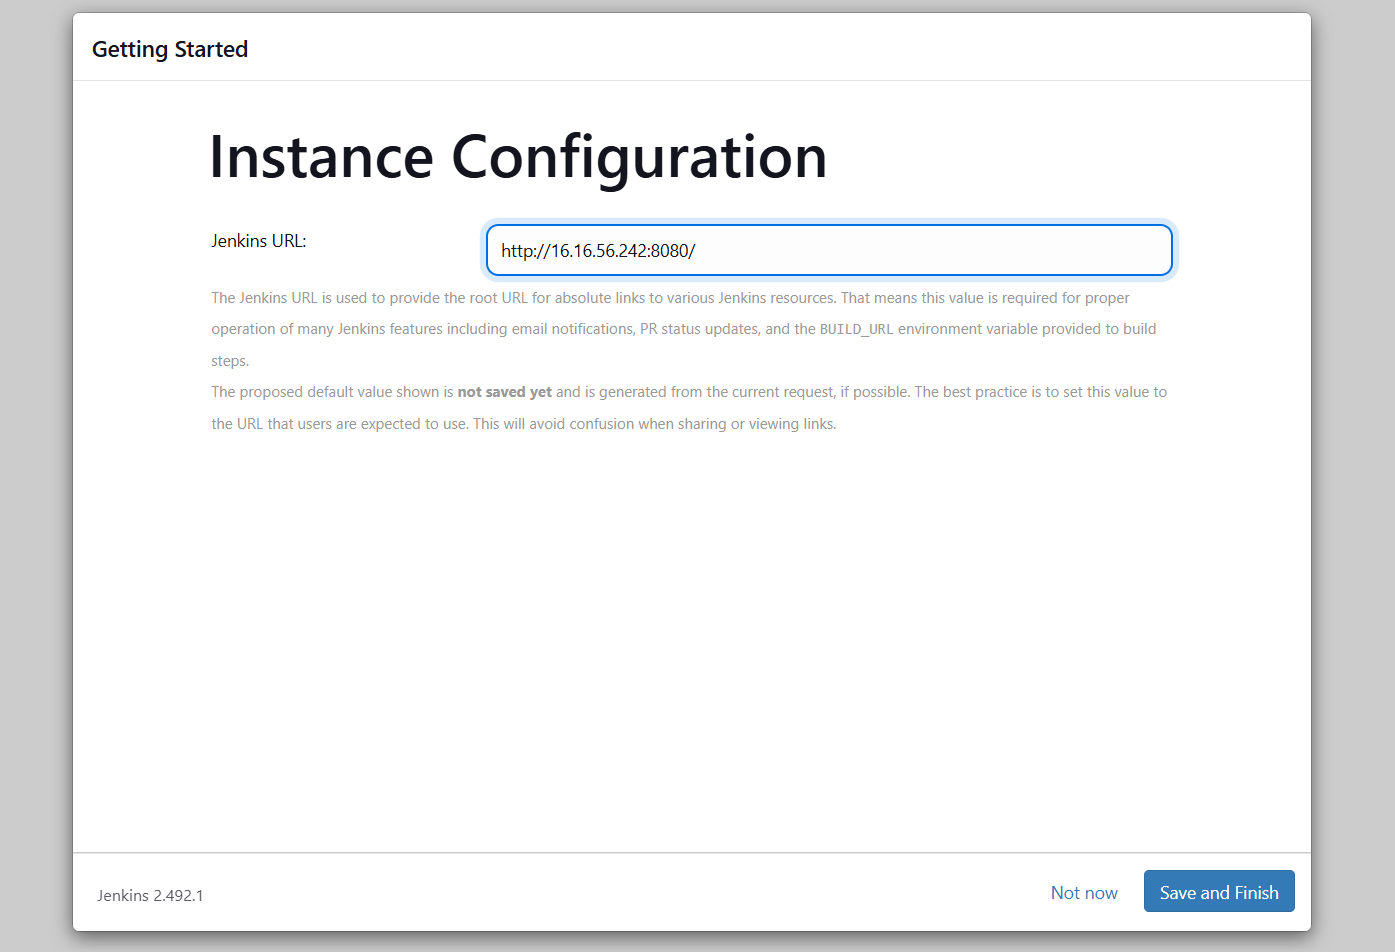 Getting Started
Instance Configuration
Jenkins URL:
http://16.16.56.242:8080/
The Jenkins URL is used to provide the root URL for absolute links to various Jenkins resources. That means this value is required for proper
operation of many Jenkins features including email notifications, PR status updates, and the BUILD_URL environment variable provided to build
steps.
The proposed default value shown is not saved yet and is generated from the current request, if possible. The best practice is to set this value to
the URL that users are expected to use. This will avoid confusion when sharing or viewing links.
Jenkins 2.492.1
Not now
Save and Finish